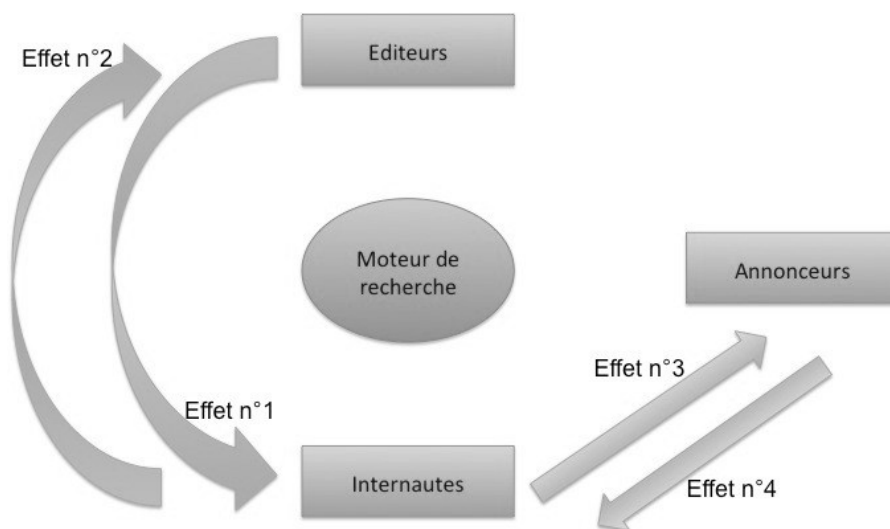 Effet n°2
Editeurs
Moteur de
recherche
Annonceurs
Effet n°3
Effet n°1
Internautes
Effet n°4